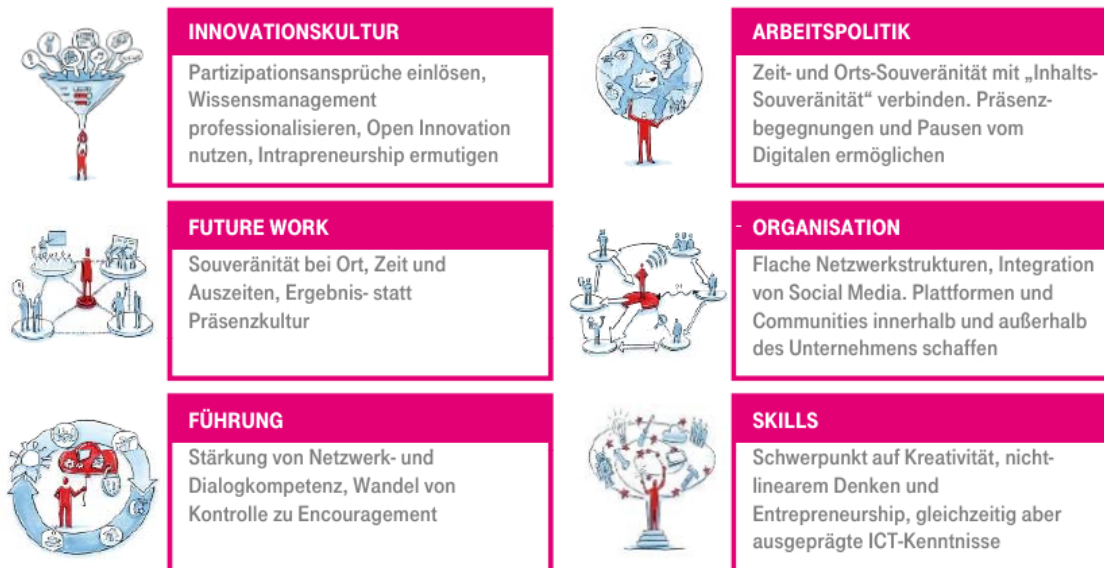 INNOVATIONSKULTUR
Partizipationsansprüche einlösen,
Wissensmanagement
professionalisieren, Open Innovation
nutzen, Intrapreneurship ermutigen
ARBEITSPOLITIK
Zeit- und Orts-Souveränität mit „Inhalts-
Souveränität“ verbinden. Präsenz-
begegnungen und Pausen vom
Digitalen ermöglichen
FUTURE WORK
Souveränität bei Ort, Zeit und
Auszeiten, Ergebnis- statt
Präsenzkultur
- ORGANISATION
Flache Netzwerkstrukturen, Integration
von Social Media. Plattformen und
Communities innerhalb und außerhalb
des Unternehmens schaffen
FÜHRUNG
Stärkung von Netzwerk- und
Dialogkompetenz, Wandel von
Kontrolle zu Encouragement
SKILLS
Schwerpunkt auf Kreativität, nicht-
linearem Denken und
Entrepreneurship, gleichzeitig aber
ausgeprägte ICT-Kenntnisse